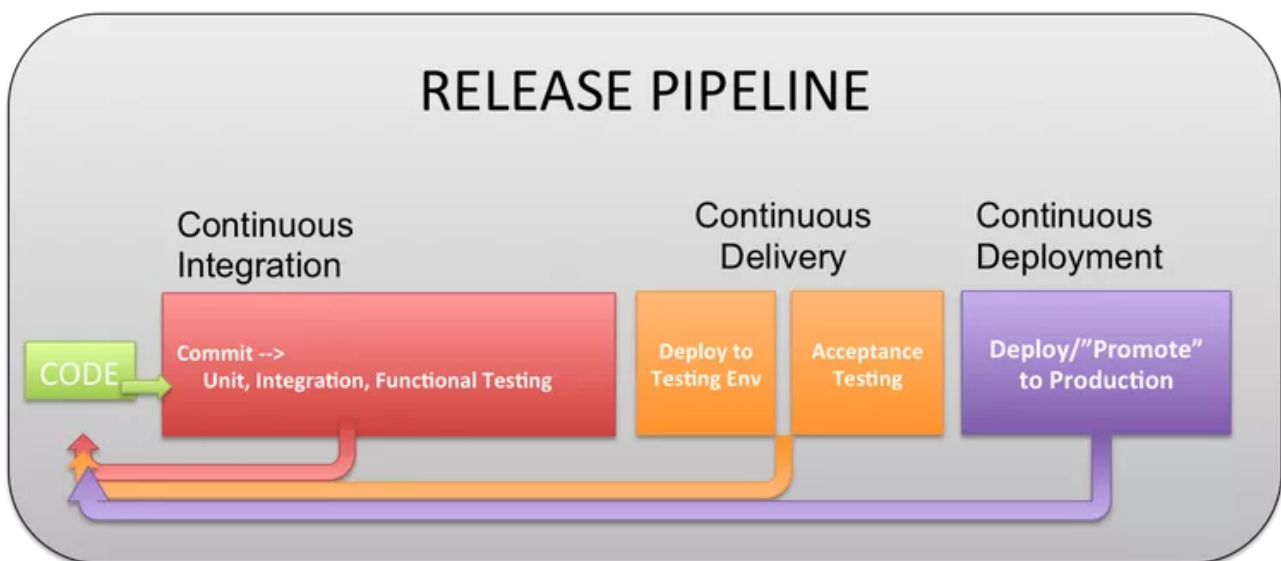 RELEASE PIPELINE
Continuous
Integration
Continuous
Delivery
Continuous
Deployment
CODE
Commit -->
Unit, Integration, Functional Testing
Deploy to
Testing Env
Acceptance
Testing
Deploy/”Promote”
to Production